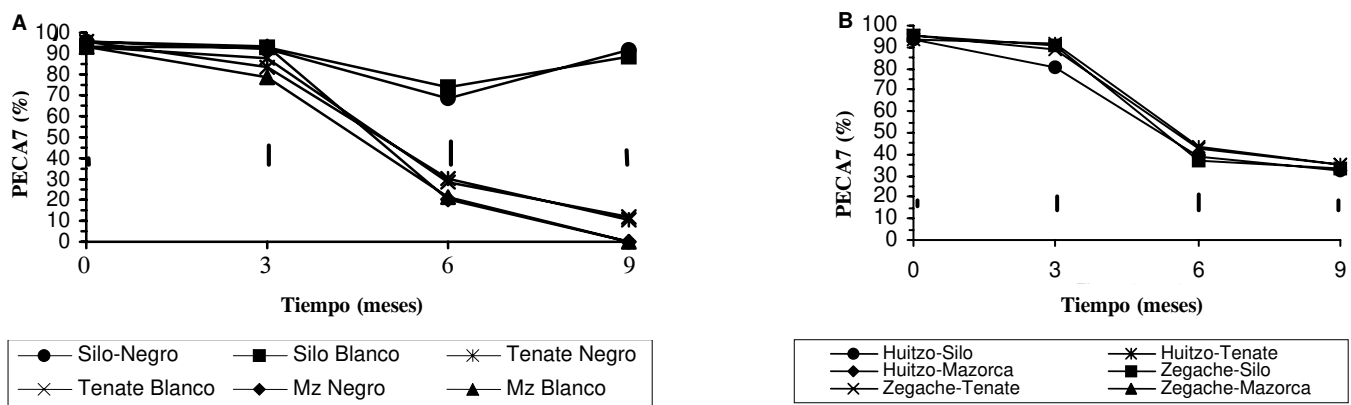 A
PECA7 (%)
100
90
80
70
60
50
40
30
20
10
0
0 3 6 9
Tiempo (meses)
Silo-Negro Silo Blanco Tenate Negro
Tenate Blanco Mz Negro Mz Blanco
B
PECA7 (%)
100
90
80
70
60
50
40
30
20
10
0
0 3 6 9
Tiempo (meses)
Huitzo-Silo Huitzo-Tenate
Huitzo-Mazorca Zegache-Silo
Zegache-Tenate Zegache-Mazorca